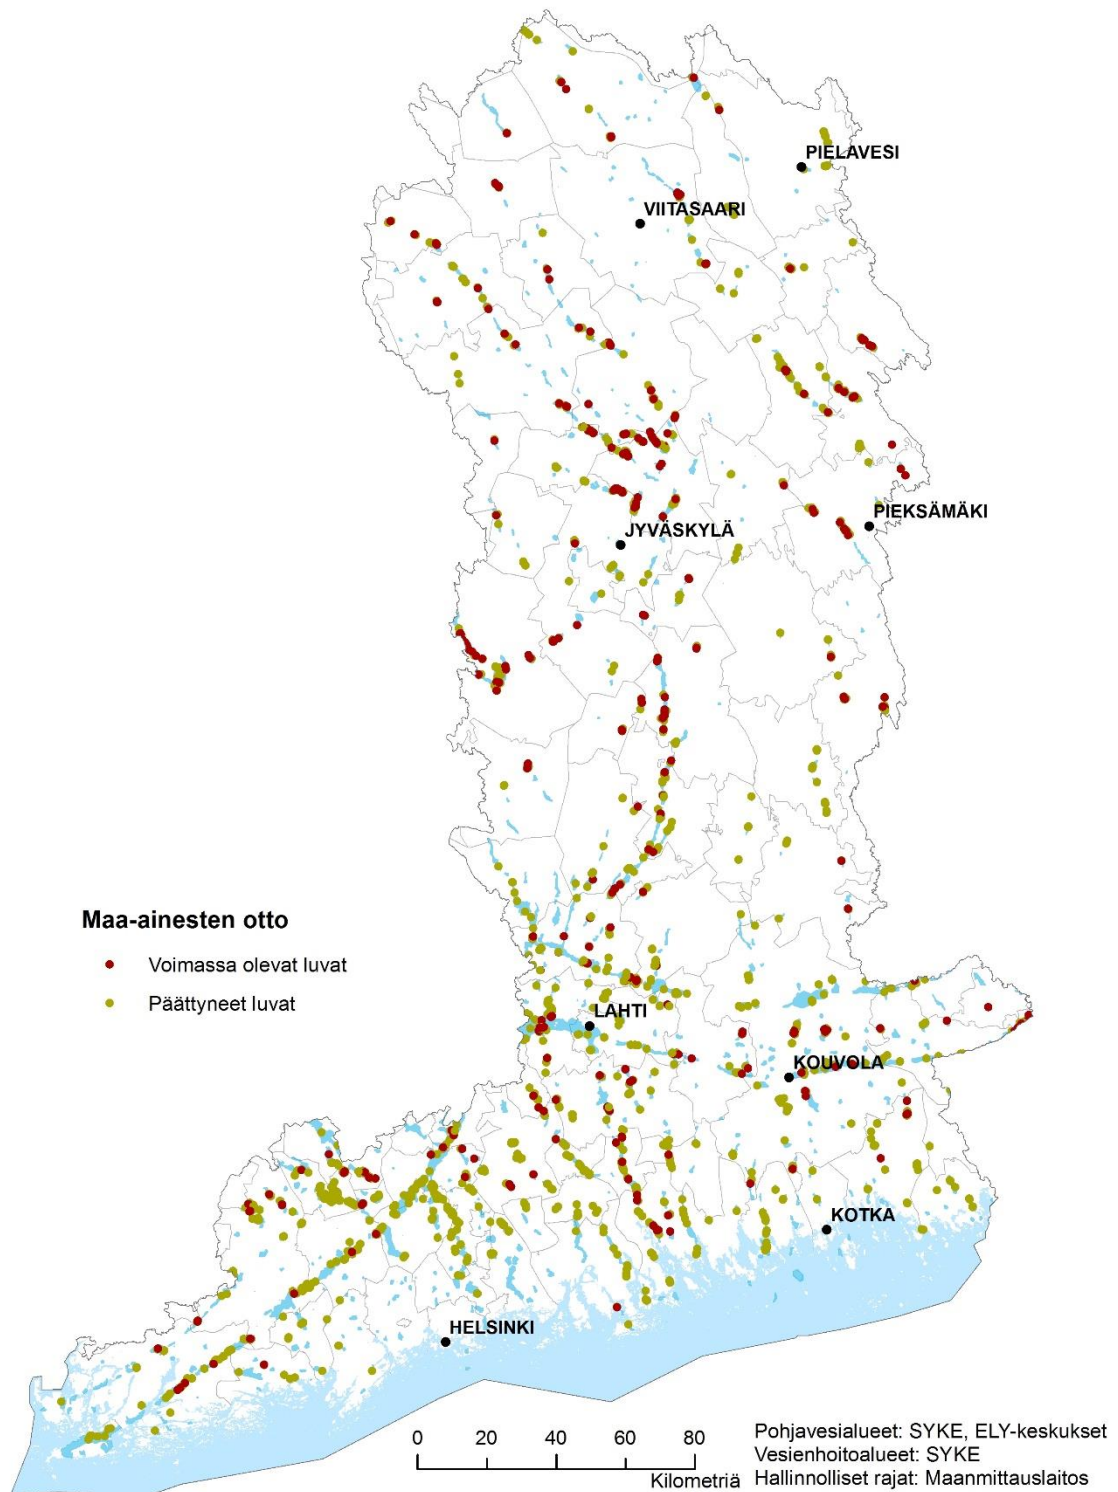 PIELAVESI
VIITASAARI
PIEKSÄMÄKI
JYVÄSKYLÄ
Maa-ainesten otto
Voimassa olevat luvat
Päättyneet luvat
LAHTI
KOUVOLA
KOTKA
HELSINKI
0 20 40 60 80
Kilometriä
Pohjavesialueet: SYKE, ELY-keskukset
Vesienhoitoalueet: SYKE
Hallinnolliset rajat: Maanmittauslaitos